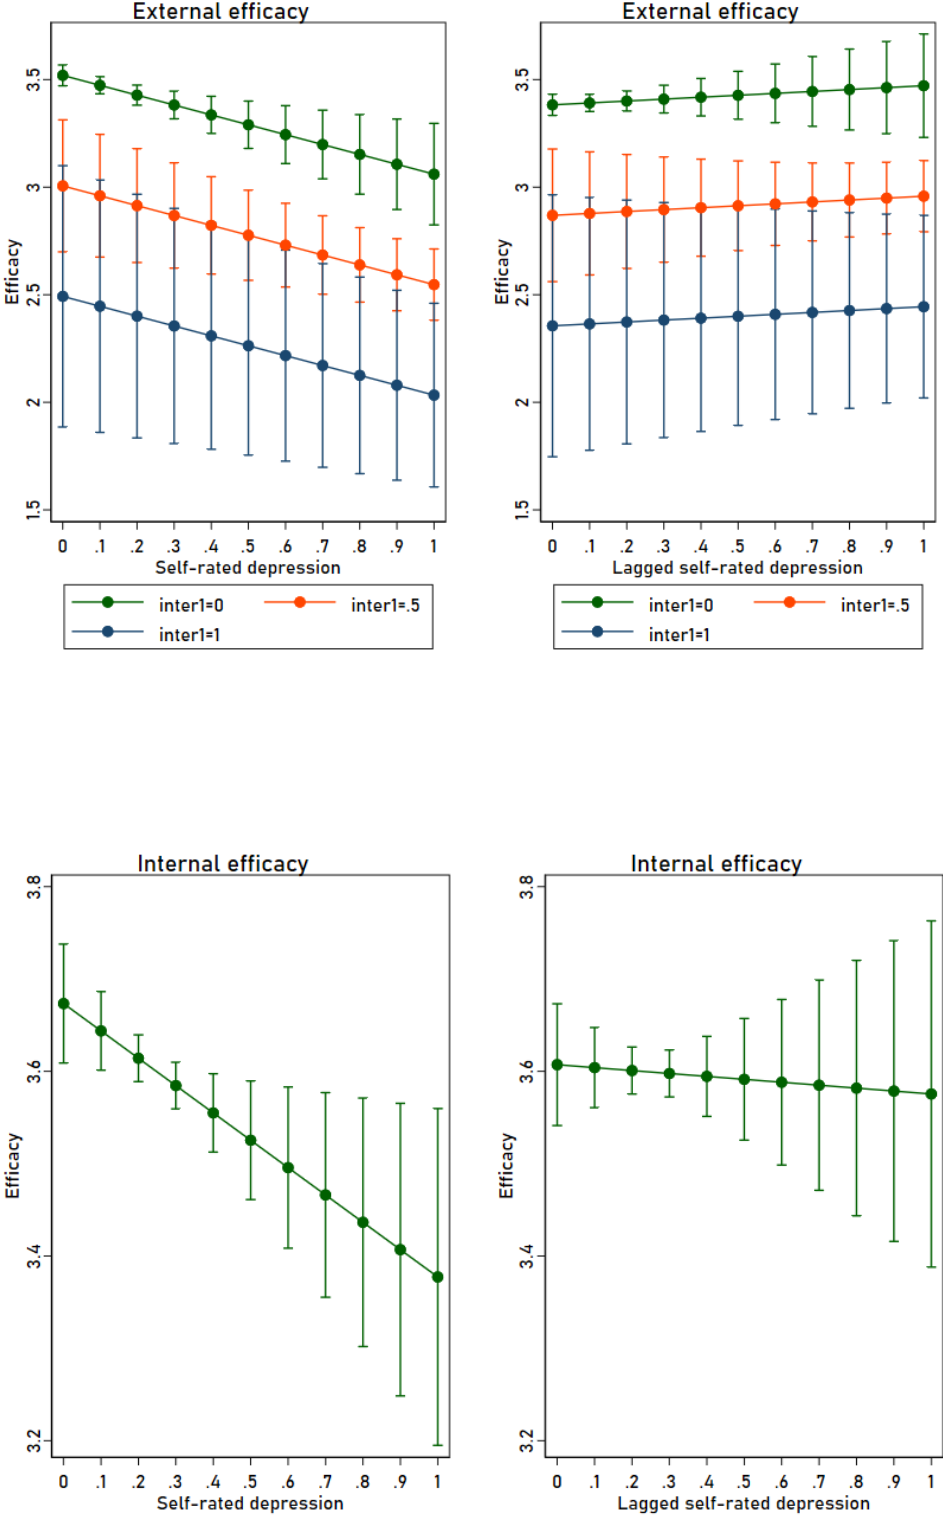 External efficacy
External efficacy
Efficacy
3.5
3
2.5
2
1.5
0 .1 .2 .3 .4 .5 .6 .7 .8 .9 1
Self-rated depression
inter1=0 inter1=.5
inter1=1
Efficacy
3.5
3
2.5
2
1.5
0 .1 .2 .3 .4 .5 .6 .7 .8 .9 1
Lagged self-rated depression
inter1=0 inter1=.5
inter1=1
Internal efficacy
Internal efficacy
Efficacy
3.8
3.6
3.4
3.2
0 .1 .2 .3 .4 .5 .6 .7 .8 .9 1
Self-rated depression
Efficacy
3.8
3.6
3.4
3.2
0 .1 .2 .3 .4 .5 .6 .7 .8 .9 1
Lagged self-rated depression